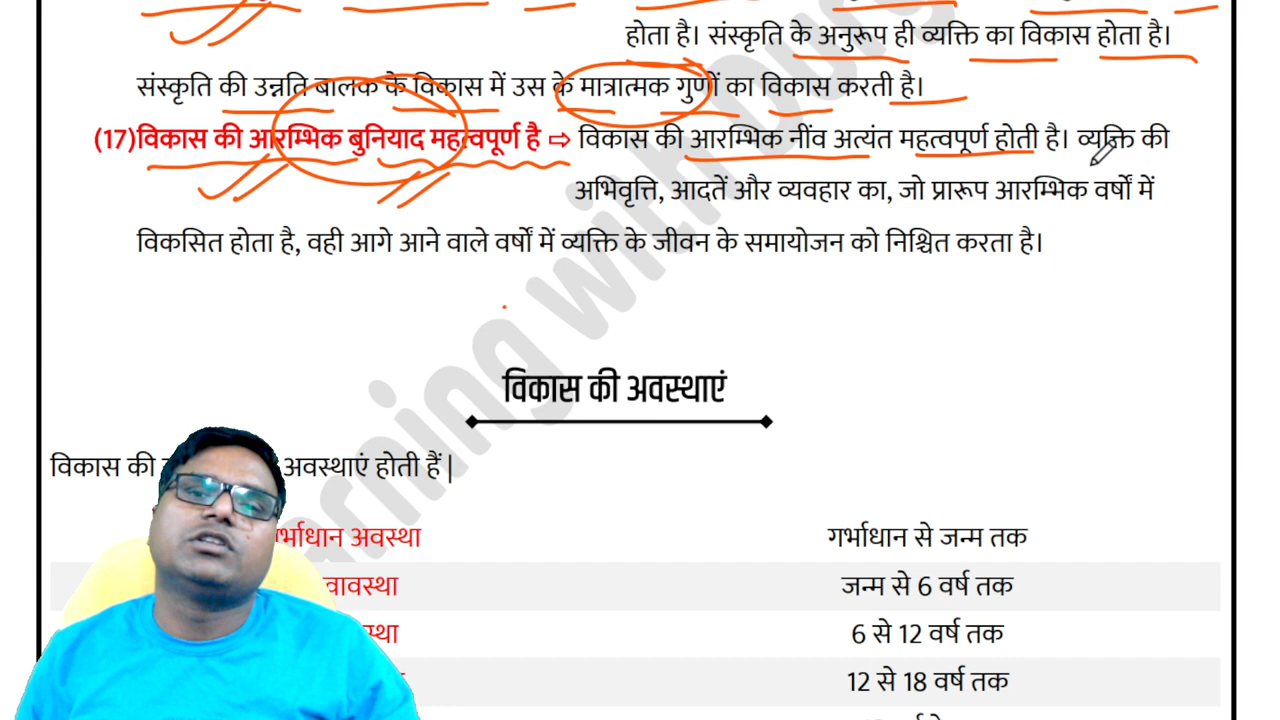 होता है। संस्कृति के अनुरूप ही व्यक्ति का विकास होता है।
संस्कृति की उन्नति बालक के विकास में उस के मात्रात्मक गुणों का विकास करती है।
(17)विकास की आरम्भिक बुनियाद महत्वपूर्ण है ⇨ विकास की आरम्भिक नींव अत्यंत महत्वपूर्ण होती है। व्यक्ति की
अभिवृत्ति, आदतें और व्यवहार का, जो प्रारूप आरम्भिक वर्षों में
विकसित होता है, वही आगे आने वाले वर्षों में व्यक्ति के जीवन के समायोजन को निश्चित करता है।
विकास की अवस्थाएं
विकास की अवस्थाएं होती हैं |
गर्भाधान अवस्था गर्भाधान से जन्म तक
जन्म से 6 वर्ष तक
6 से 12 वर्ष तक
12 से 18 वर्ष तक